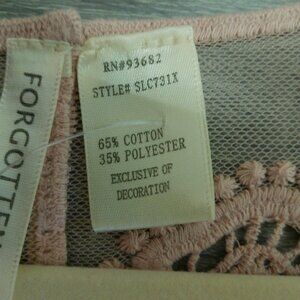 RN#93682
STYLE# SLC731X
65% COTTON
35% POLYESTER
EXCLUSIVE OF
DECORATION
FORGOTTEN